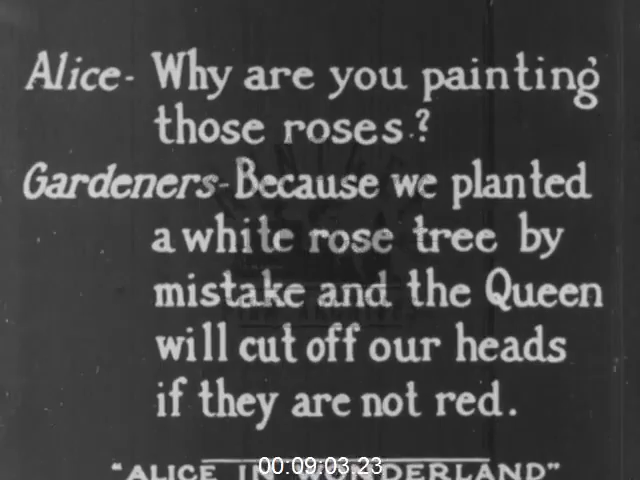 Alice- Why are you painting
those roses?
Gardeners- Because we planted
a white rose tree by
mistake and the Queen
will cut off our heads
if they are not red.
00:09:03.23
"ALICE IN WONDERLAND"